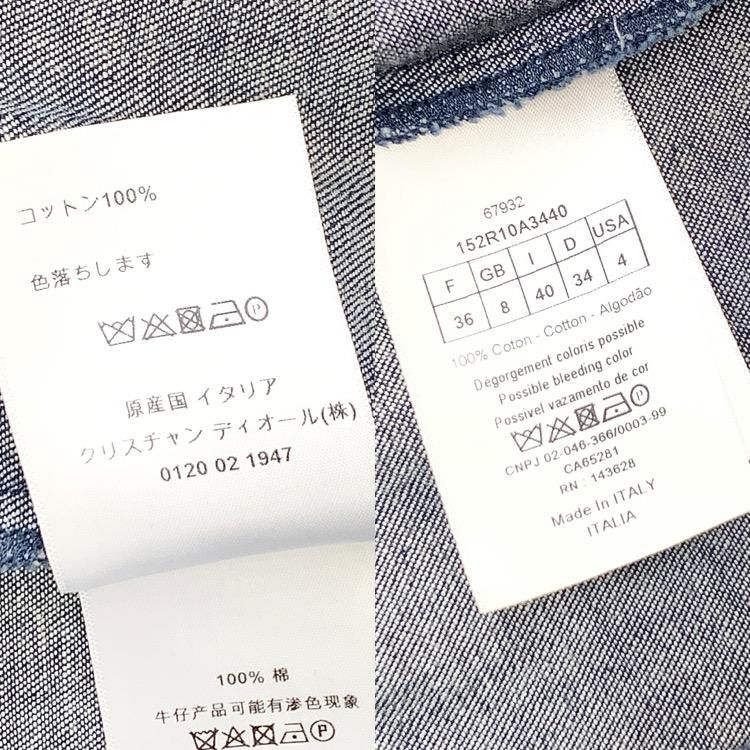 コットン100%
色落ちします
原産国 イタリア
クリスチャン ディオール(株)
0120 02 1947
100% 棉
牛仔产品可能有渗色现象
67932
152R10A3440
F GB I D USA
36 8 40 34 4
100% Coton - Cotton - Algodão
Dégorgement coloris possible
Possible bleeding color
Possivel vazamento de cor
CNPJ 02-046-366/0003-99
CA65281
RN : 143628
Made In ITALY
ITALIA